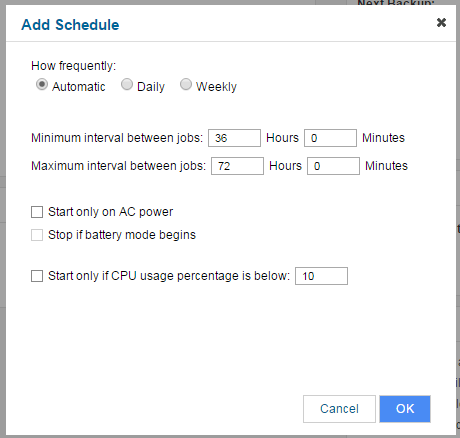 Next Backup:
Add Schedule
How frequently:
Automatic Daily Weekly
Minimum interval between jobs: 36 Hours 0 Minutes
Maximum interval between jobs: 72 Hours 0 Minutes
Start only on AC power
Stop if battery mode begins
Start only if CPU usage percentage is below: 10
Cancel OK